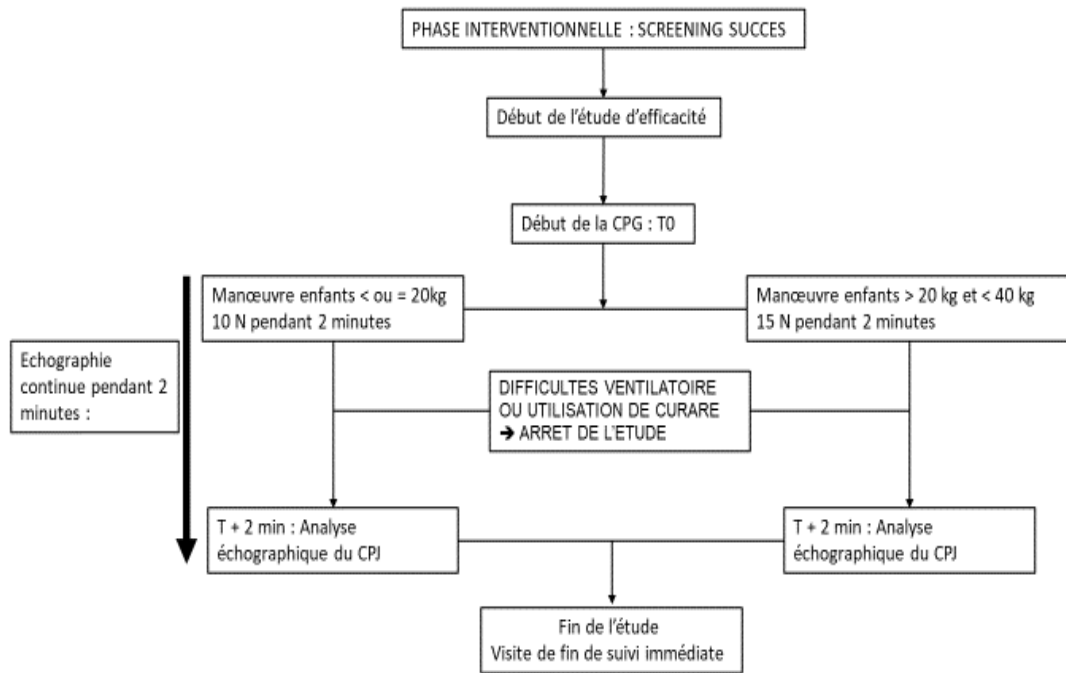 PHASE INTERVENTIONNELLE : SCREENING SUCCES
Début de l'étude d'efficacité
Début de la CPG : T0
Manœuvre enfants < ou = 20kg
10 N pendant 2 minutes
Manœuvre enfants > 20 kg et < 40 kg
15 N pendant 2 minutes
Echographie
continue pendant 2
minutes :
DIFFICULTES VENTILATOIRE
OU UTILISATION DE CURARE
➔ ARRET DE L'ETUDE
T + 2 min : Analyse
échographique du CPJ
T + 2 min : Analyse
échographique du CPJ
Fin de l'étude
Visite de fin de suivi immédiate